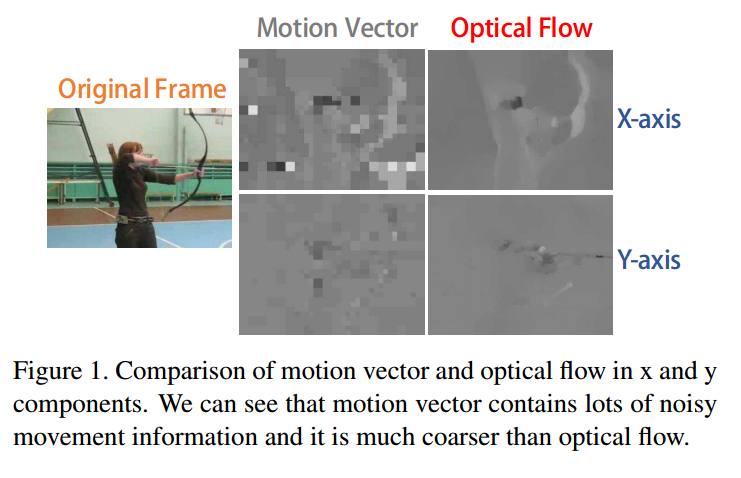 Motion Vector
Optical Flow
Original Frame
X-axis
Y-axis
Figure 1. Comparison of motion vector and optical flow in x and y
components. We can see that motion vector contains lots of noisy
movement information and it is much coarser than optical flow.